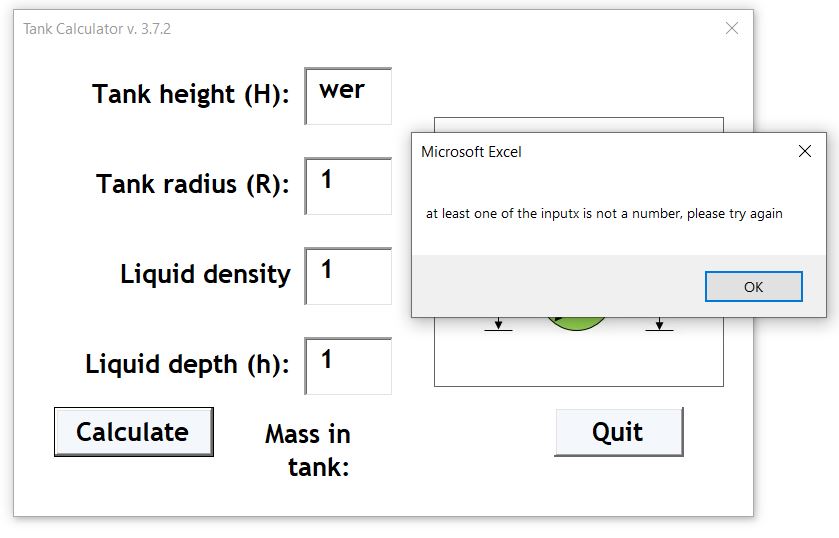 Tank Calculator v. 3.7.2
Tank height (H):
wer
Microsoft Excel
at least one of the inputx is not a number, please try again
OK
Tank radius (R):
1
Liquid density
1
Liquid depth (h):
1
Calculate
Mass in
tank:
Quit